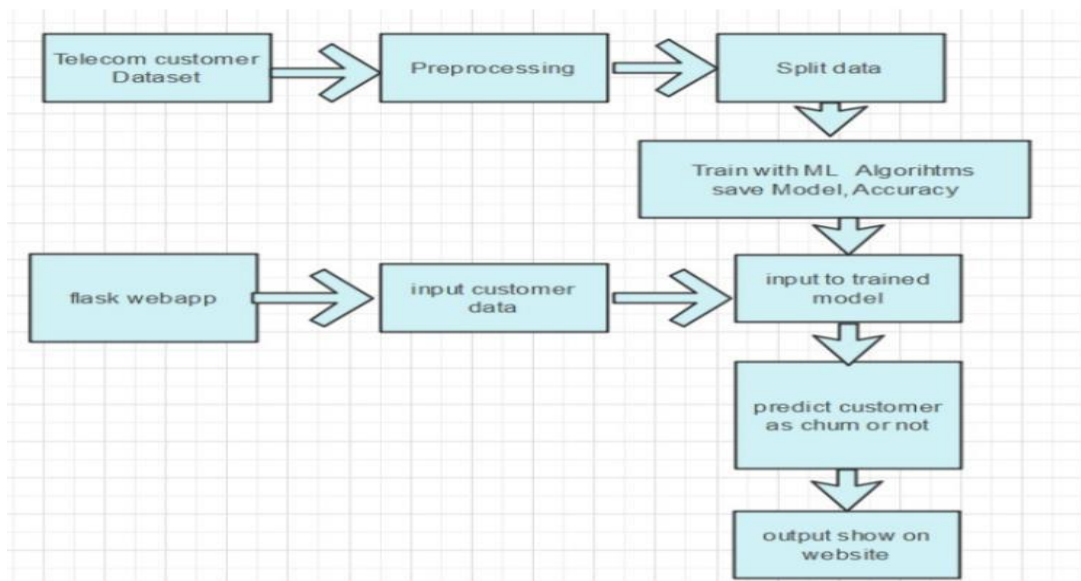 Telecom customer
Dataset
Preprocessing
Split data
Train with ML Algorihtms
save Model, Accuracy
flask webapp
input customer
data
input to trained
model
predict customer
as churn or not
output show on
website